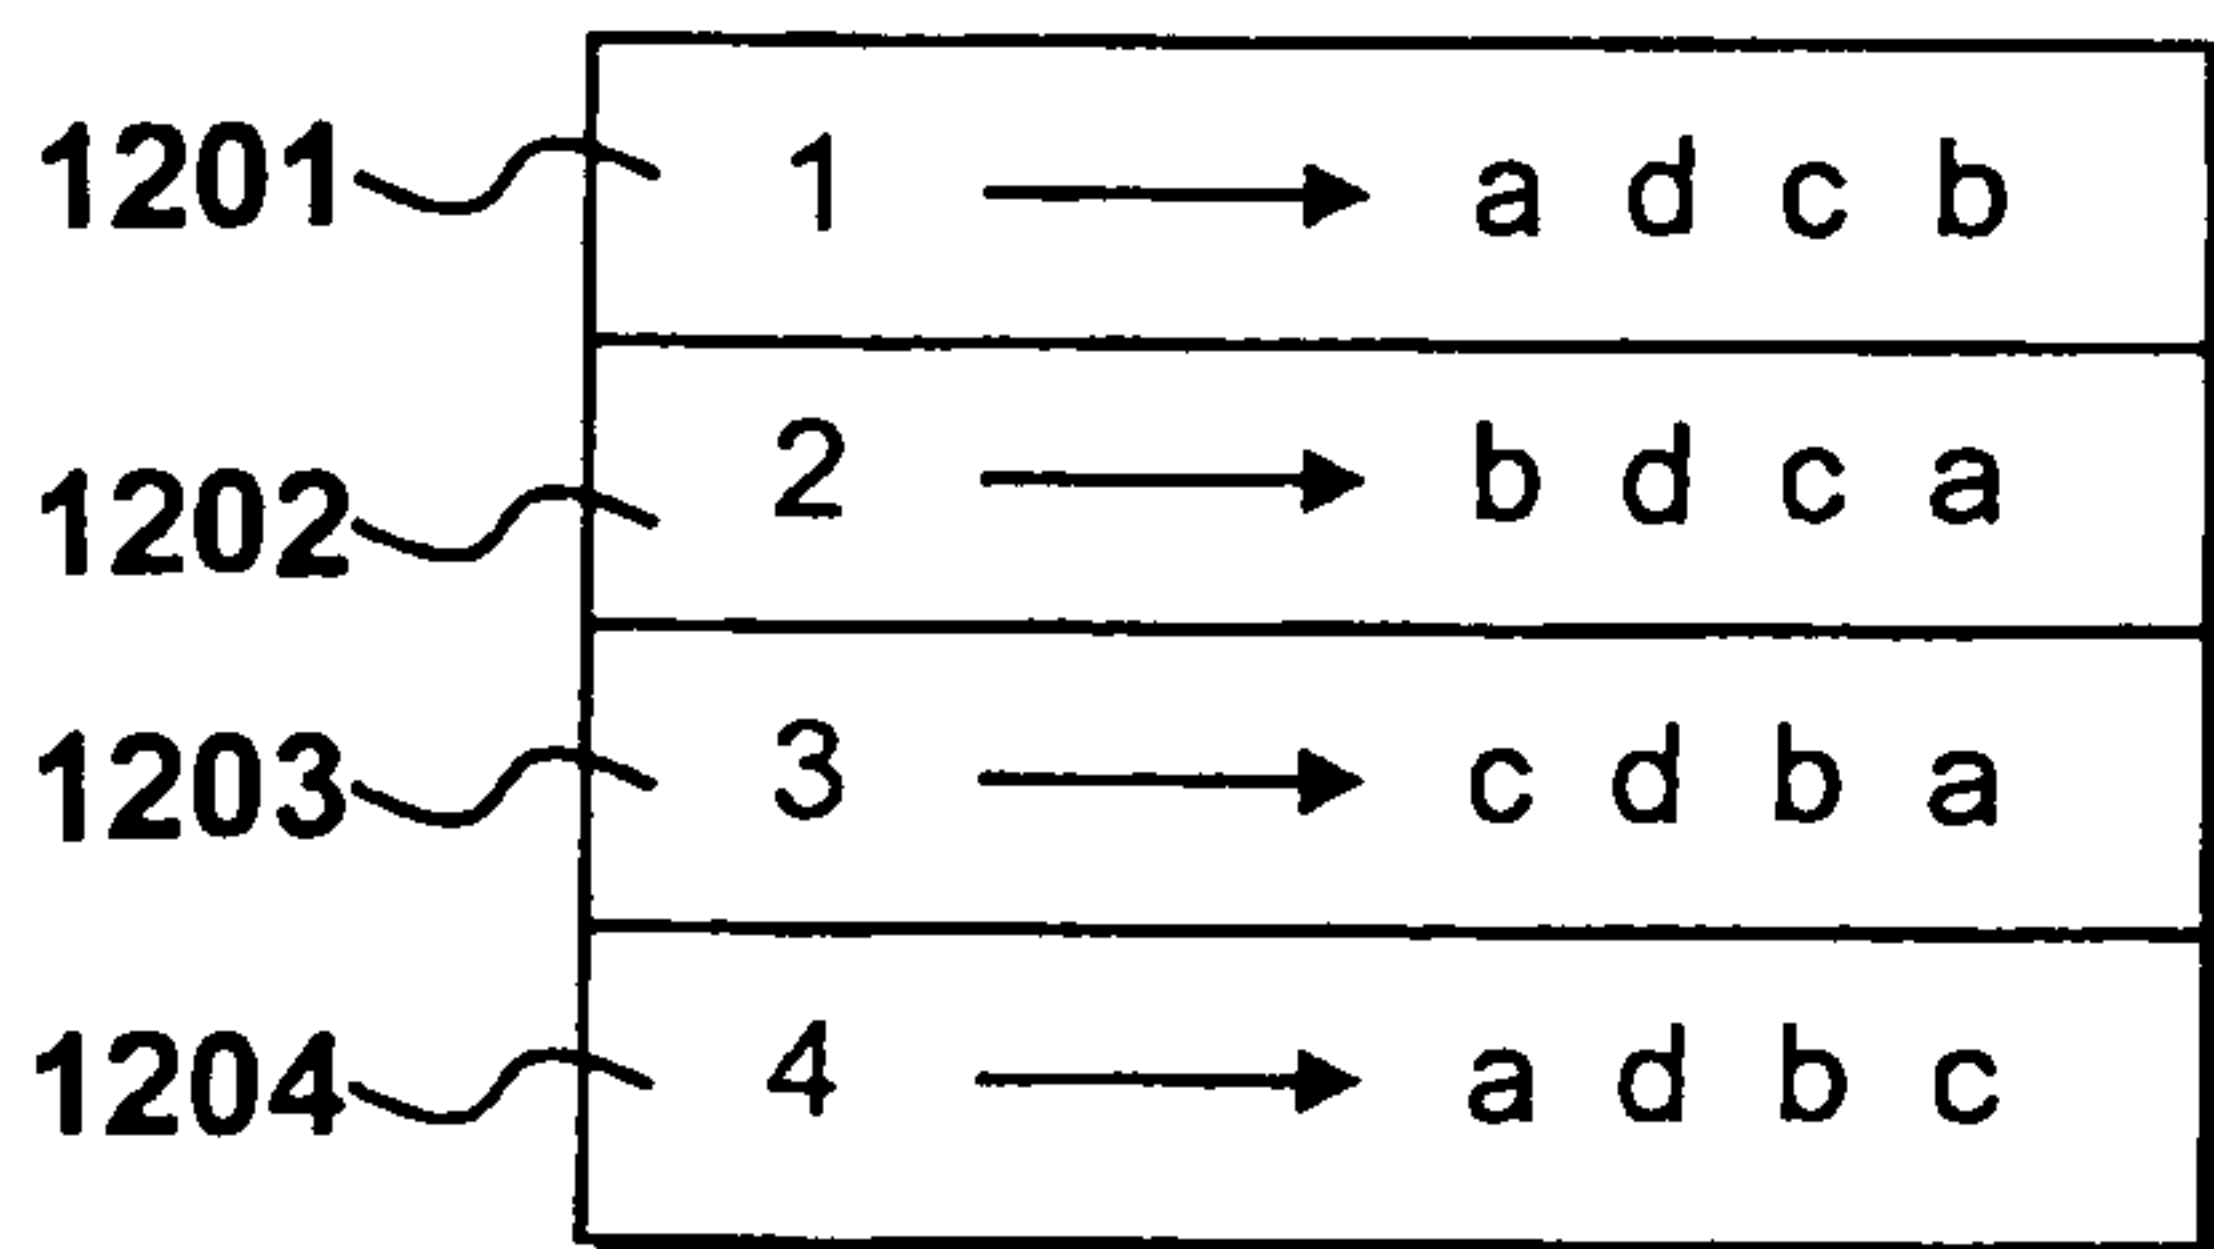 1201 1 → a d c b
1202 2 → b d c a
1203 3 → c d b a
1204 4 → a d b c